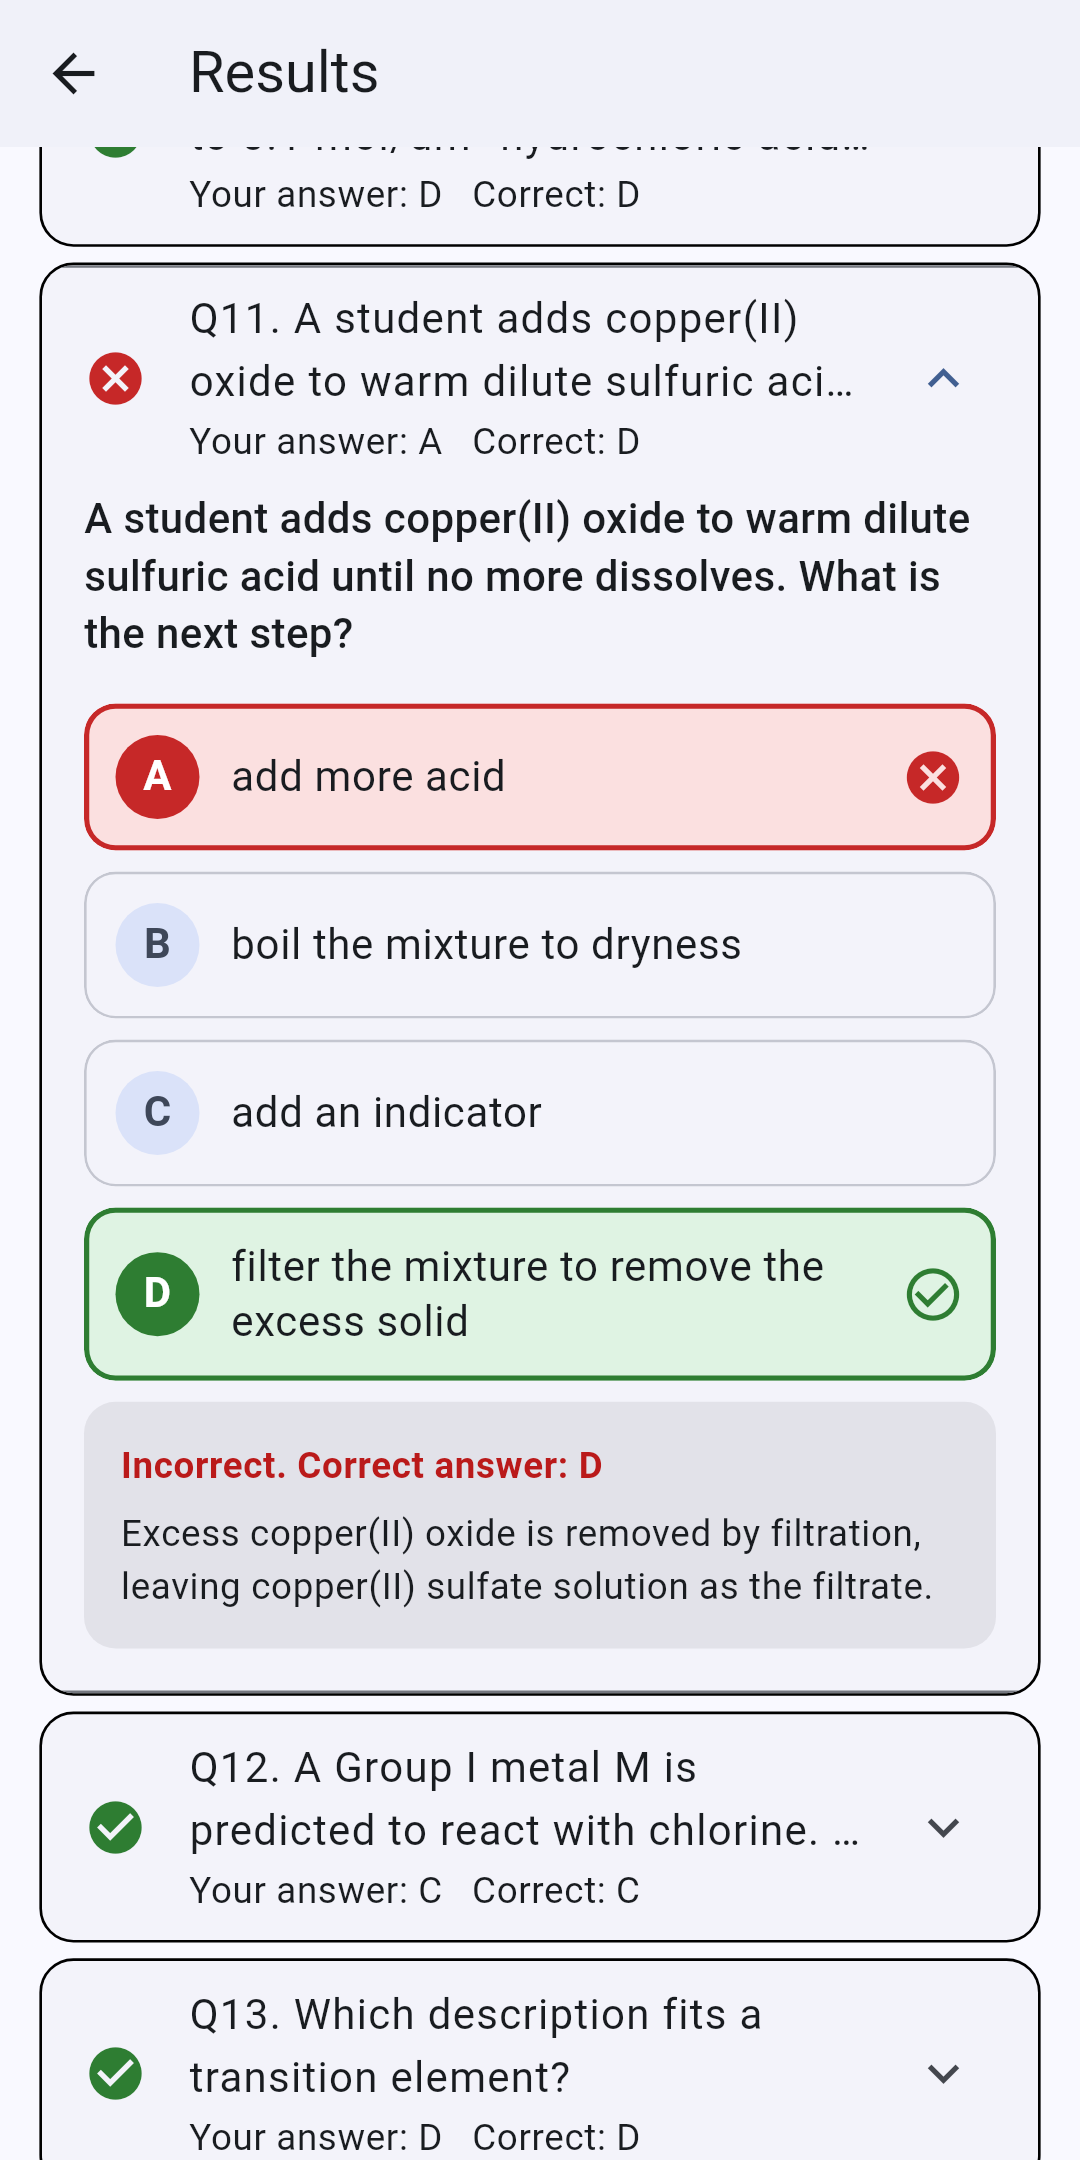 Results
Your answer: D   Correct: D
Q11. A student adds copper(II)
oxide to warm dilute sulfuric aci…
Your answer: A   Correct: D
A student adds copper(II) oxide to warm dilute
sulfuric acid until no more dissolves. What is
the next step?
A add more acid
B boil the mixture to dryness
C add an indicator
D filter the mixture to remove the
excess solid
Incorrect. Correct answer: D
Excess copper(II) oxide is removed by filtration,
leaving copper(II) sulfate solution as the filtrate.
Q12. A Group I metal M is
predicted to react with chlorine. …
Your answer: C   Correct: C
Q13. Which description fits a
transition element?
Your answer: D   Correct: D